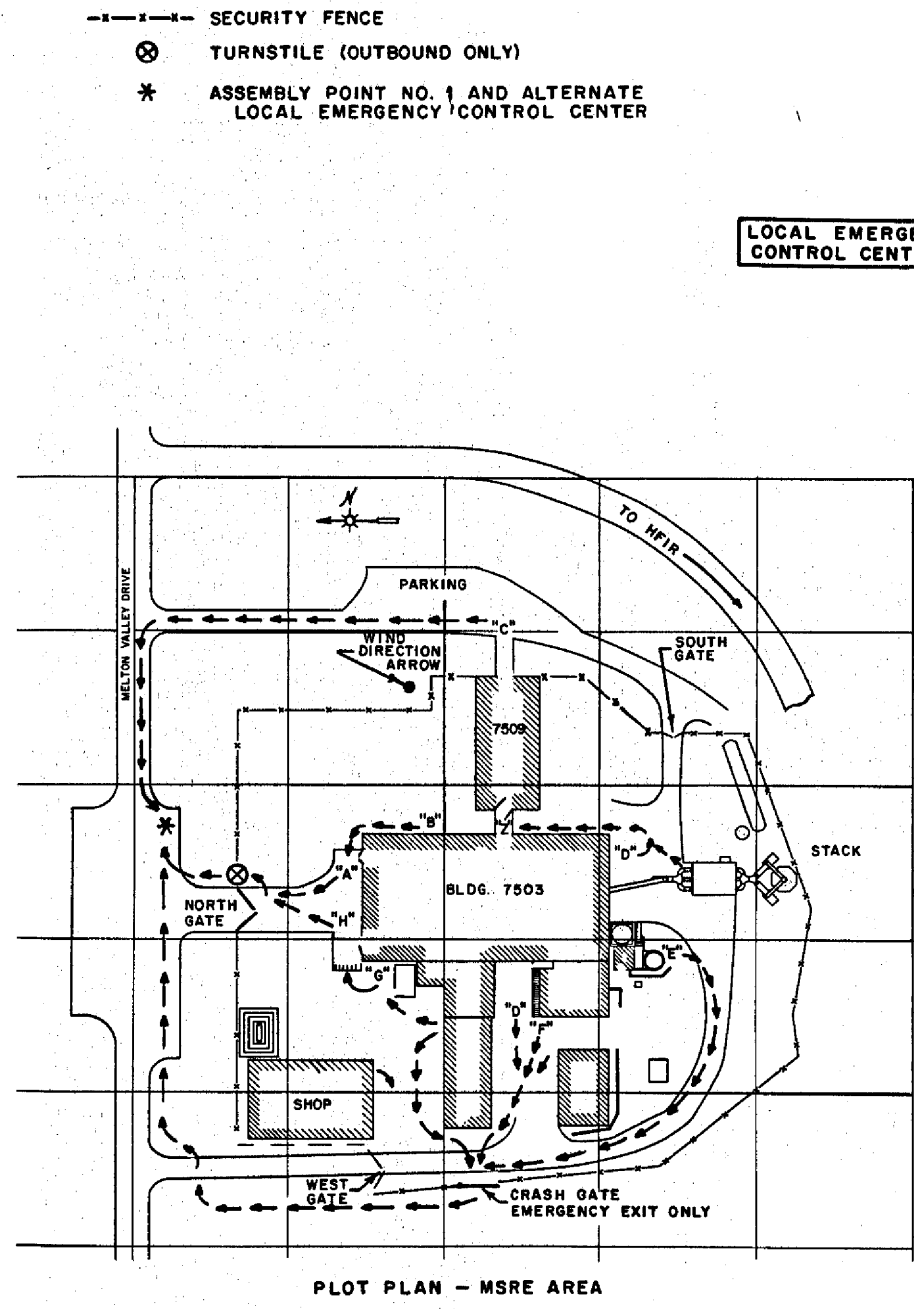 -x—x—x- SECURITY FENCE
⊗ TURNSTILE (OUTBOUND ONLY)
* ASSEMBLY POINT NO. 1 AND ALTERNATE
LOCAL EMERGENCY CONTROL CENTER
LOCAL EMERGE
CONTROL CENT
N
TO HFIR
PARKING
MELTON VALLEY DRIVE
"C"
WIND
DIRECTION
ARROW
SOUTH
GATE
7509
"B"
"Z"
"D"
STACK
"A"
BLDG. 7503
NORTH
GATE
"H"
"G"
"E"
"D"
"F"
SHOP
WEST
GATE
CRASH GATE
EMERGENCY EXIT ONLY
PLOT PLAN – MSRE AREA